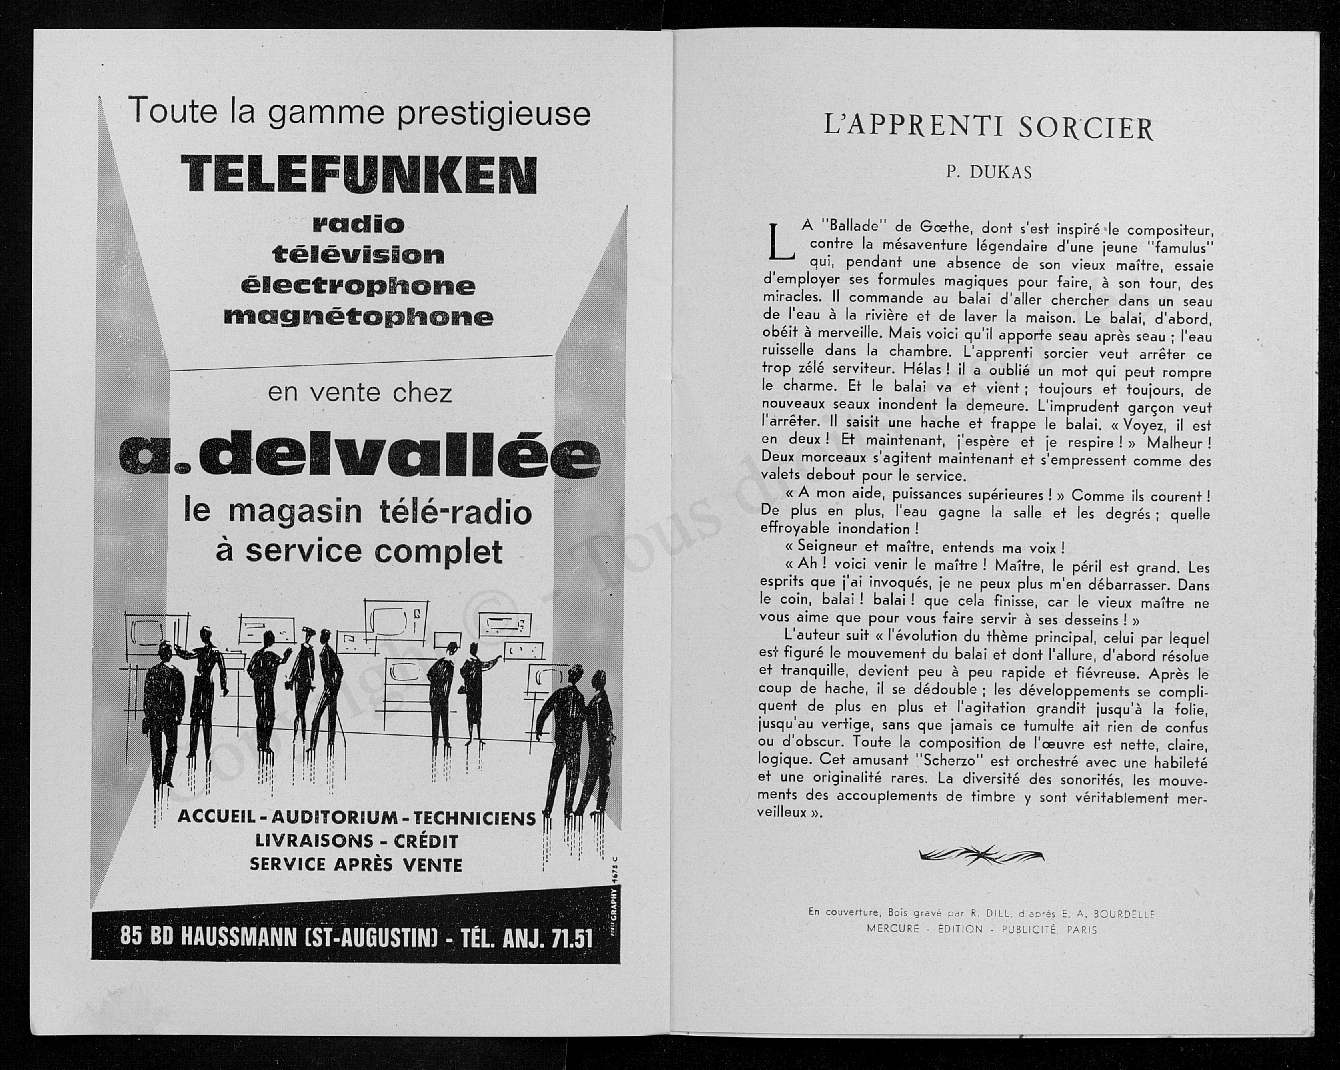 Toute la gamme prestigieuse
TELEFUNKEN
radio
télévision
électrophone
magnétophone
en vente chez
a.delvallée
le magasin télé-radio
à service complet
ACCUEIL - AUDITORIUM - TECHNICIENS
LIVRAISONS - CRÉDIT
SERVICE APRÈS VENTE
GRAPHY 4678 C
85 BD HAUSSMANN (ST-AUGUSTIN) - TÉL. ANJ. 71.51
L'APPRENTI SORCIER
P. DUKAS
LA "Ballade" de Gœthe, dont s'est inspiré le compositeur,
contre la mésaventure légendaire d'une jeune "famulus"
qui, pendant une absence de son vieux maître, essaie
d'employer ses formules magiques pour faire, à son tour, des
miracles. Il commande au balai d'aller chercher dans un seau
de l'eau à la rivière et de laver la maison. Le balai, d'abord,
obéit à merveille. Mais voici qu'il apporte seau après seau ; l'eau
ruisselle dans la chambre. L'apprenti sorcier veut arrêter ce
trop zélé serviteur. Hélas ! il a oublié un mot qui peut rompre
le charme. Et le balai va et vient ; toujours et toujours, de
nouveaux seaux inondent la demeure. L'imprudent garçon veut
l'arrêter. Il saisit une hache et frappe le balai. « Voyez, il est
en deux ! Et maintenant, j'espère et je respire ! » Malheur !
Deux morceaux s'agitent maintenant et s'empressent comme des
valets debout pour le service.
« A mon aide, puissances supérieures ! » Comme ils courent !
De plus en plus, l'eau gagne la salle et les degrés ; quelle
effroyable inondation !
« Seigneur et maître, entends ma voix !
« Ah ! voici venir le maître ! Maître, le péril est grand. Les
esprits que j'ai invoqués, je ne peux plus m'en débarrasser. Dans
le coin, balai ! balai ! que cela finisse, car le vieux maître ne
vous aime que pour vous faire servir à ses desseins ! »
L'auteur suit « l'évolution du thème principal, celui par lequel
est figuré le mouvement du balai et dont l'allure, d'abord résolue
et tranquille, devient peu à peu rapide et fiévreuse. Après le
coup de hache, il se dédouble ; les développements se compli-
quent de plus en plus et l'agitation grandit jusqu'à la folie,
jusqu'au vertige, sans que jamais ce tumulte ait rien de confus
ou d'obscur. Toute la composition de l'œuvre est nette, claire,
logique. Cet amusant "Scherzo" est orchestré avec une habileté
et une originalité rares. La diversité des sonorités, les mouve-
ments des accouplements de timbre y sont véritablement mer-
veilleux ».
En couverture, Bois gravé par R. DILL, d'après E. A. BOURDELLE
MERCURE - EDITION - PUBLICITÉ, PARIS